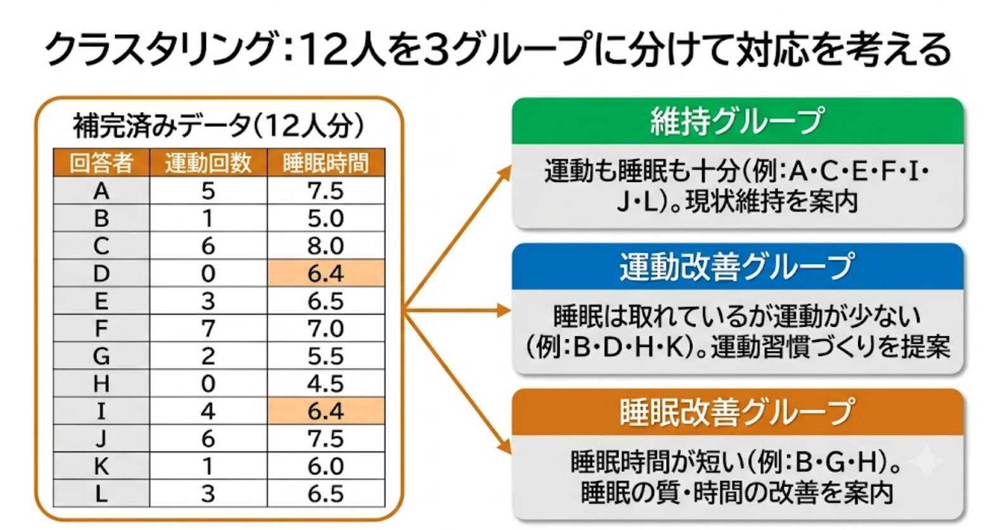 クラスタリング：12人を3グループに分けて対応を考える
補完済みデータ(12人分)
回答者 運動回数 睡眠時間
A 5 7.5
B 1 5.0
C 6 8.0
D 0 6.4
E 3 6.5
F 7 7.0
G 2 5.5
H 0 4.5
I 4 6.4
J 6 7.5
K 1 6.0
L 3 6.5
維持グループ
運動も睡眠も十分(例：A・C・E・F・I・
J・L)。現状維持を案内
運動改善グループ
睡眠は取れているが運動が少ない
(例：B・D・H・K)。運動習慣づくりを提案
睡眠改善グループ
睡眠時間が短い(例：B・G・H)。
睡眠の質・時間の改善を案内